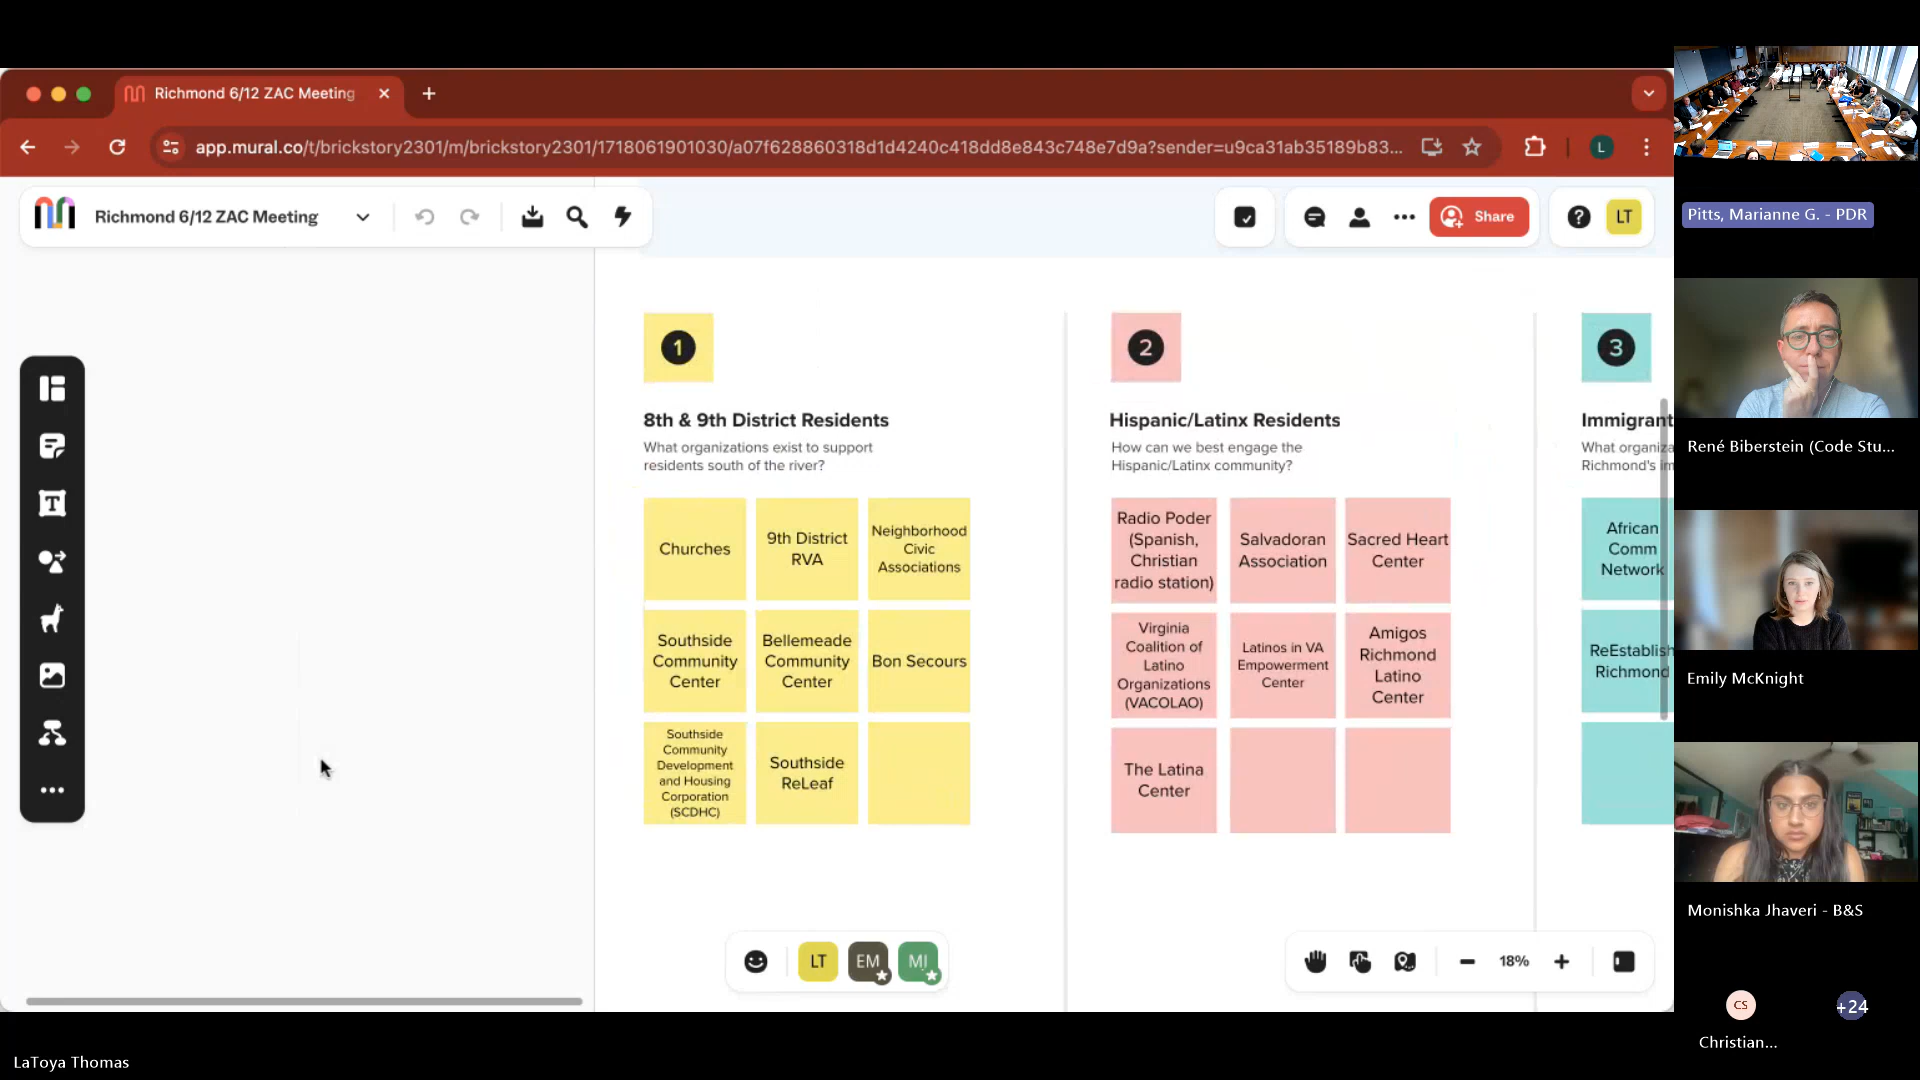 Richmond 6/12 ZAC Meeting
app.mural.co/t/brickstory2301/m/brickstory2301/1718061901030/a07f628860318d1d4240c418dd8e843c748e7d9a?sender=u9ca31ab35189b83...
L
Richmond 6/12 ZAC Meeting
Share
LT
1
8th & 9th District Residents
What organizations exist to support
residents south of the river?
Churches
9th District
RVA
Neighborhood
Civic
Associations
Southside
Community
Center
Bellemeade
Community
Center
Bon Secours
Southside
Community
Development
and Housing
Corporation
(SCDHC)
Southside
ReLeaf
2
Hispanic/Latinx Residents
How can we best engage the
Hispanic/Latinx community?
Radio Poder
(Spanish,
Christian
radio station)
Salvadoran
Association
Sacred Heart
Center
Virginia
Coalition of
Latino
Organizations
(VACOLAO)
Latinos in VA
Empowerment
Center
Amigos
Richmond
Latino
Center
The Latina
Center
3
Immigrant
What organiza
Richmond's im
African
Comm
Network
ReEstablish
Richmond
LT
EM
MI
18%
Pitts, Marianne G. - PDR
René Biberstein (Code Stu...
Emily McKnight
Monishka Jhaveri - B&S
CS
+24
Christian...
LaToya Thomas